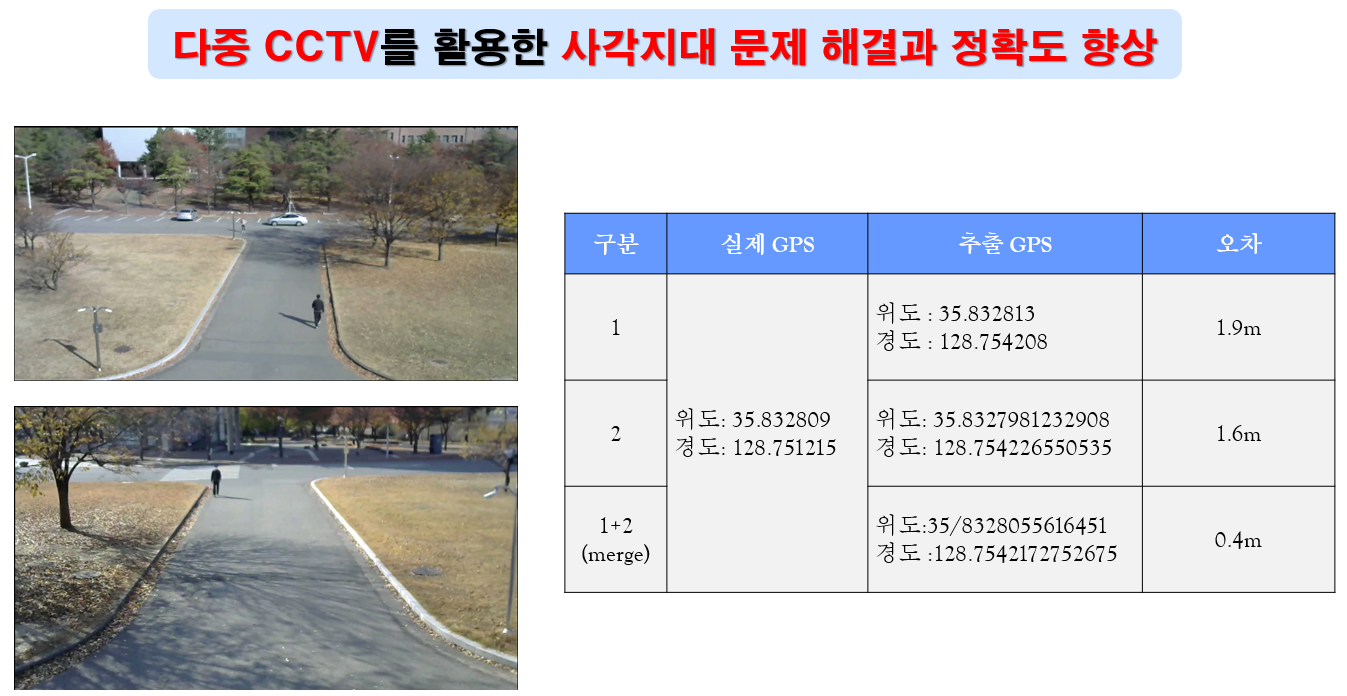 다중 CCTV를 활용한 사각지대 문제 해결과 정확도 향상
구분 실제 GPS 추출 GPS 오차
1
위도: 35.832809
경도: 128.751215
위도 : 35.832813
경도 : 128.754208
1.9m
2
위도: 35.8327981232908
경도: 128.754226550535
1.6m
1+2
(merge)
위도:35/8328055616451
경도 :128.7542172752675
0.4m